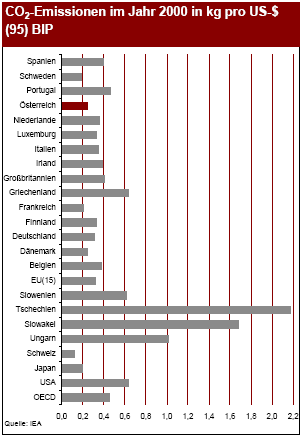 CO₂-Emissionen im Jahr 2000 in kg pro US-$
(95) BIP
Spanien
Schweden
Portugal
Österreich
Niederlande
Luxemburg
Italien
Irland
Großbritannien
Griechenland
Frankreich
Finnland
Deutschland
Dänemark
Belgien
EU(15)
Slowenien
Tschechien
Slowakei
Ungarn
Schweiz
Japan
USA
OECD
0,0 0,2 0,4 0,6 0,8 1,0 1,2 1,4 1,6 1,8 2,0 2,2
Quelle: IEA